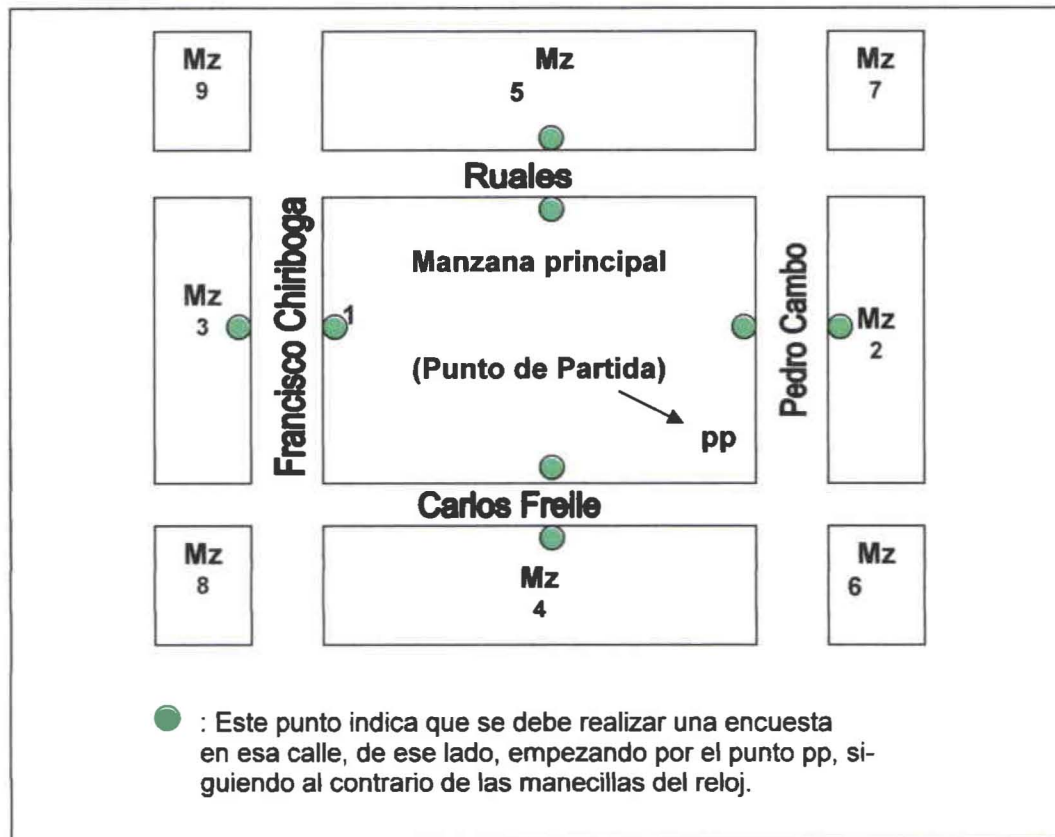 Mz
9
Mz
5
Mz
7
Ruales
Francisco Chiriboga
Manzana principal
Pedro Cambo
Mz
3
1
Mz
2
(Punto de Partida)
pp
Carlos Freile
Mz
8
Mz
4
Mz
6
: Este punto indica que se debe realizar una encuesta
en esa calle, de ese lado, empezando por el punto pp, si-
guiendo al contrario de las manecillas del reloj.